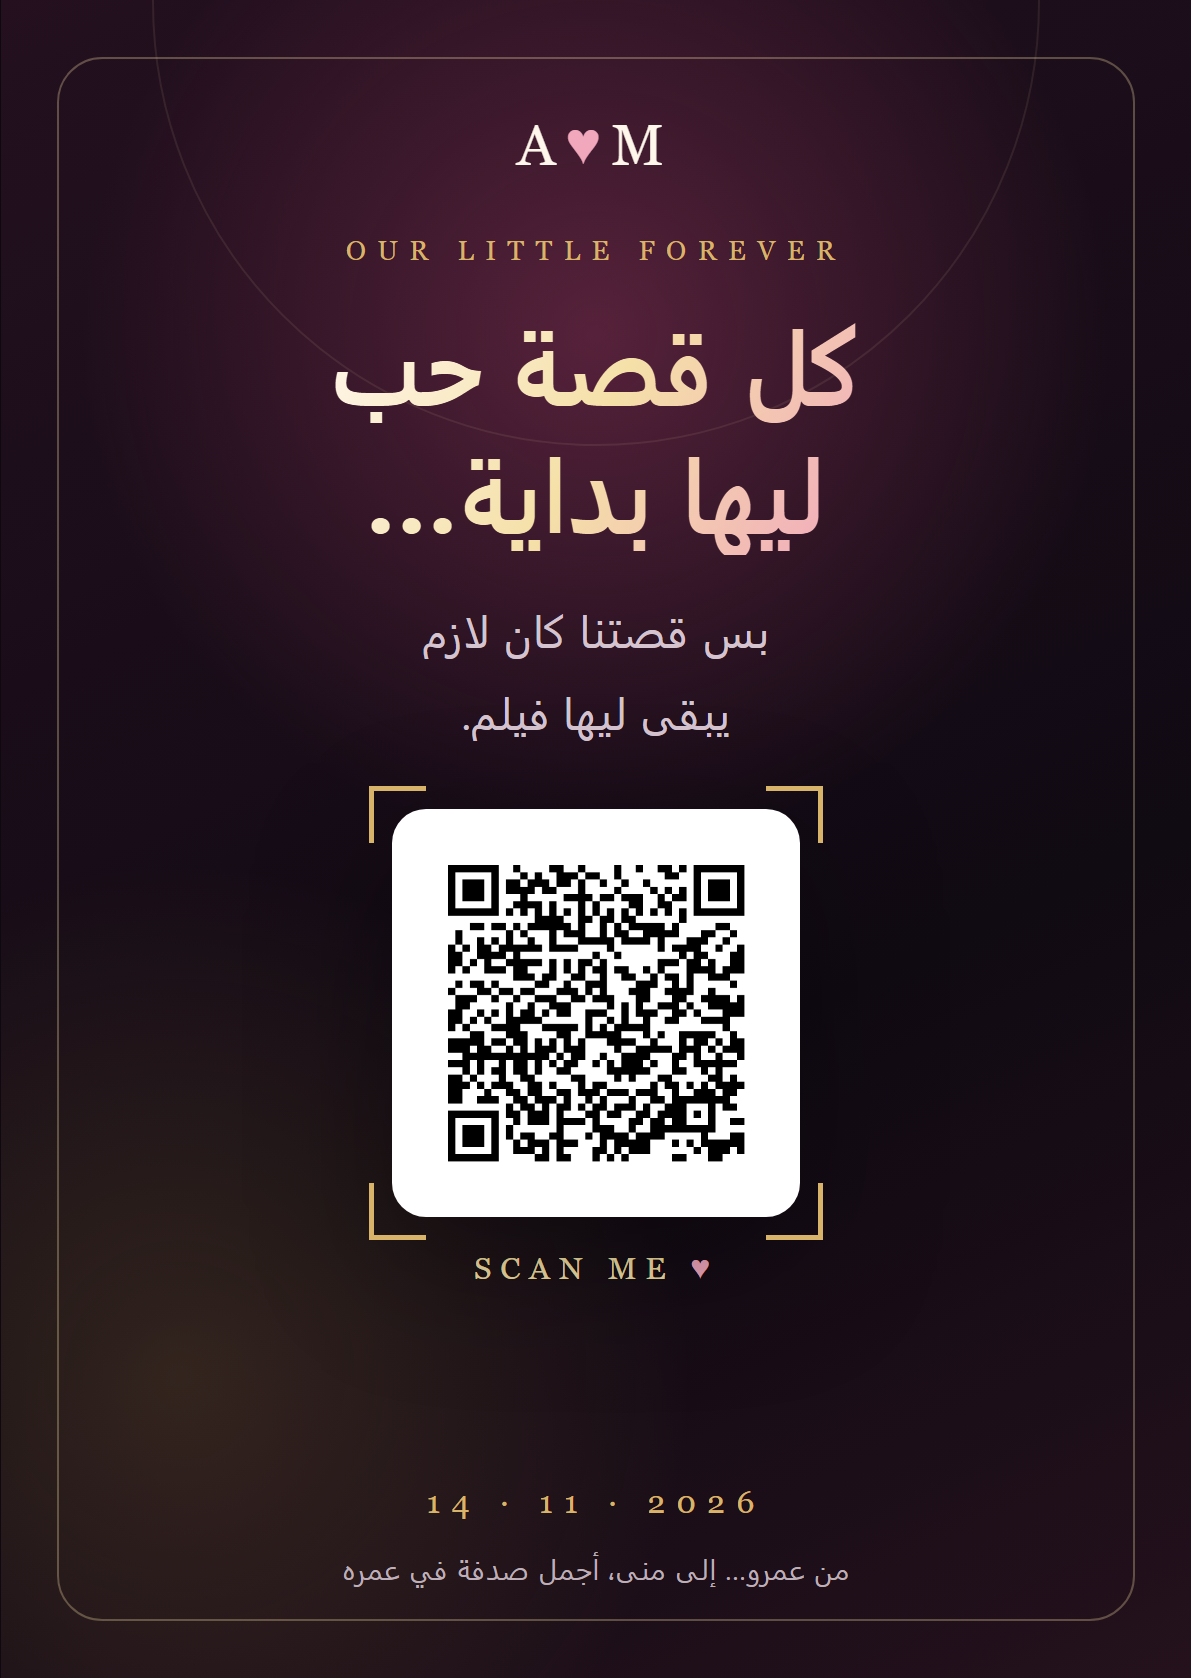 A ♥ M
OUR LITTLE FOREVER
كل قصة حب
ليها بداية...
بس قصتنا كان لازم
يبقى ليها فيلم.
SCAN ME ♥
14 · 11 · 2026
من عمرو... إلى منى، أجمل صدفة في عمره